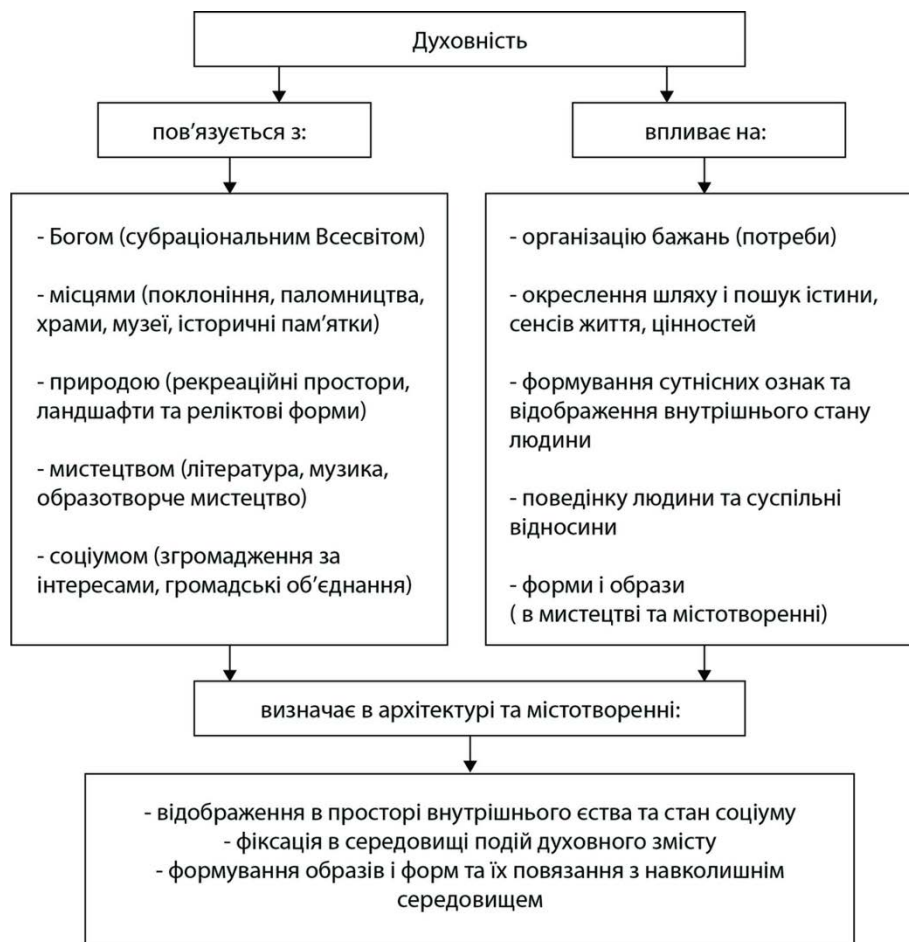 Духовність
пов’язується з:
впливає на:
- Богом (субраціональним Всесвітом)
- місцями (поклоніння, паломництва,
храми, музеї, історичні пам’ятки)
- природою (рекреаційні простори,
ландшафти та реліктові форми)
- мистецтвом (література, музика,
образотворче мистецтво)
- соціумом (згромадження за
інтересами, громадські об’єднання)
- організацію бажань (потреби)
- окреслення шляху і пошук істини,
сенсів життя, цінностей
- формування сутнісних ознак та
відображення внутрішнього стану
людини
- поведінку людини та суспільні
відносини
- форми і образи
( в мистецтві та містотворенні)
визначає в архітектурі та містотворенні:
- відображення в просторі внутрішнього єства та стан соціуму
- фіксація в середовищі подій духовного змісту
- формування образів і форм та їх повязання з навколишнім
середовищем